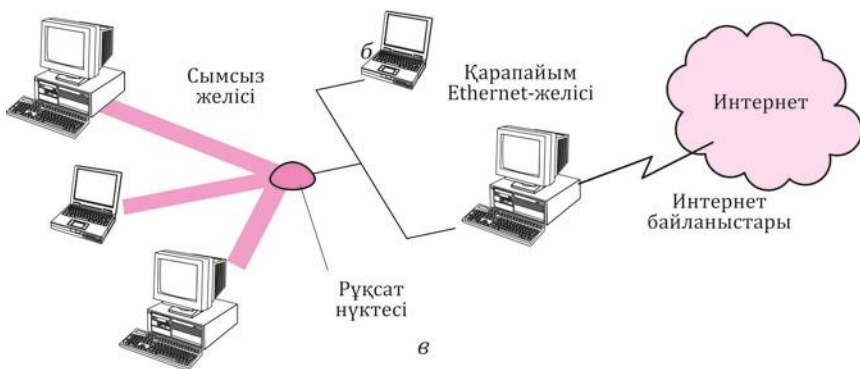 б
Сымсыз
желісі
Қарапайым
Ethernet-желісі
Интернет
Интернет
байланыстары
Рұқсат
нүктесі
в